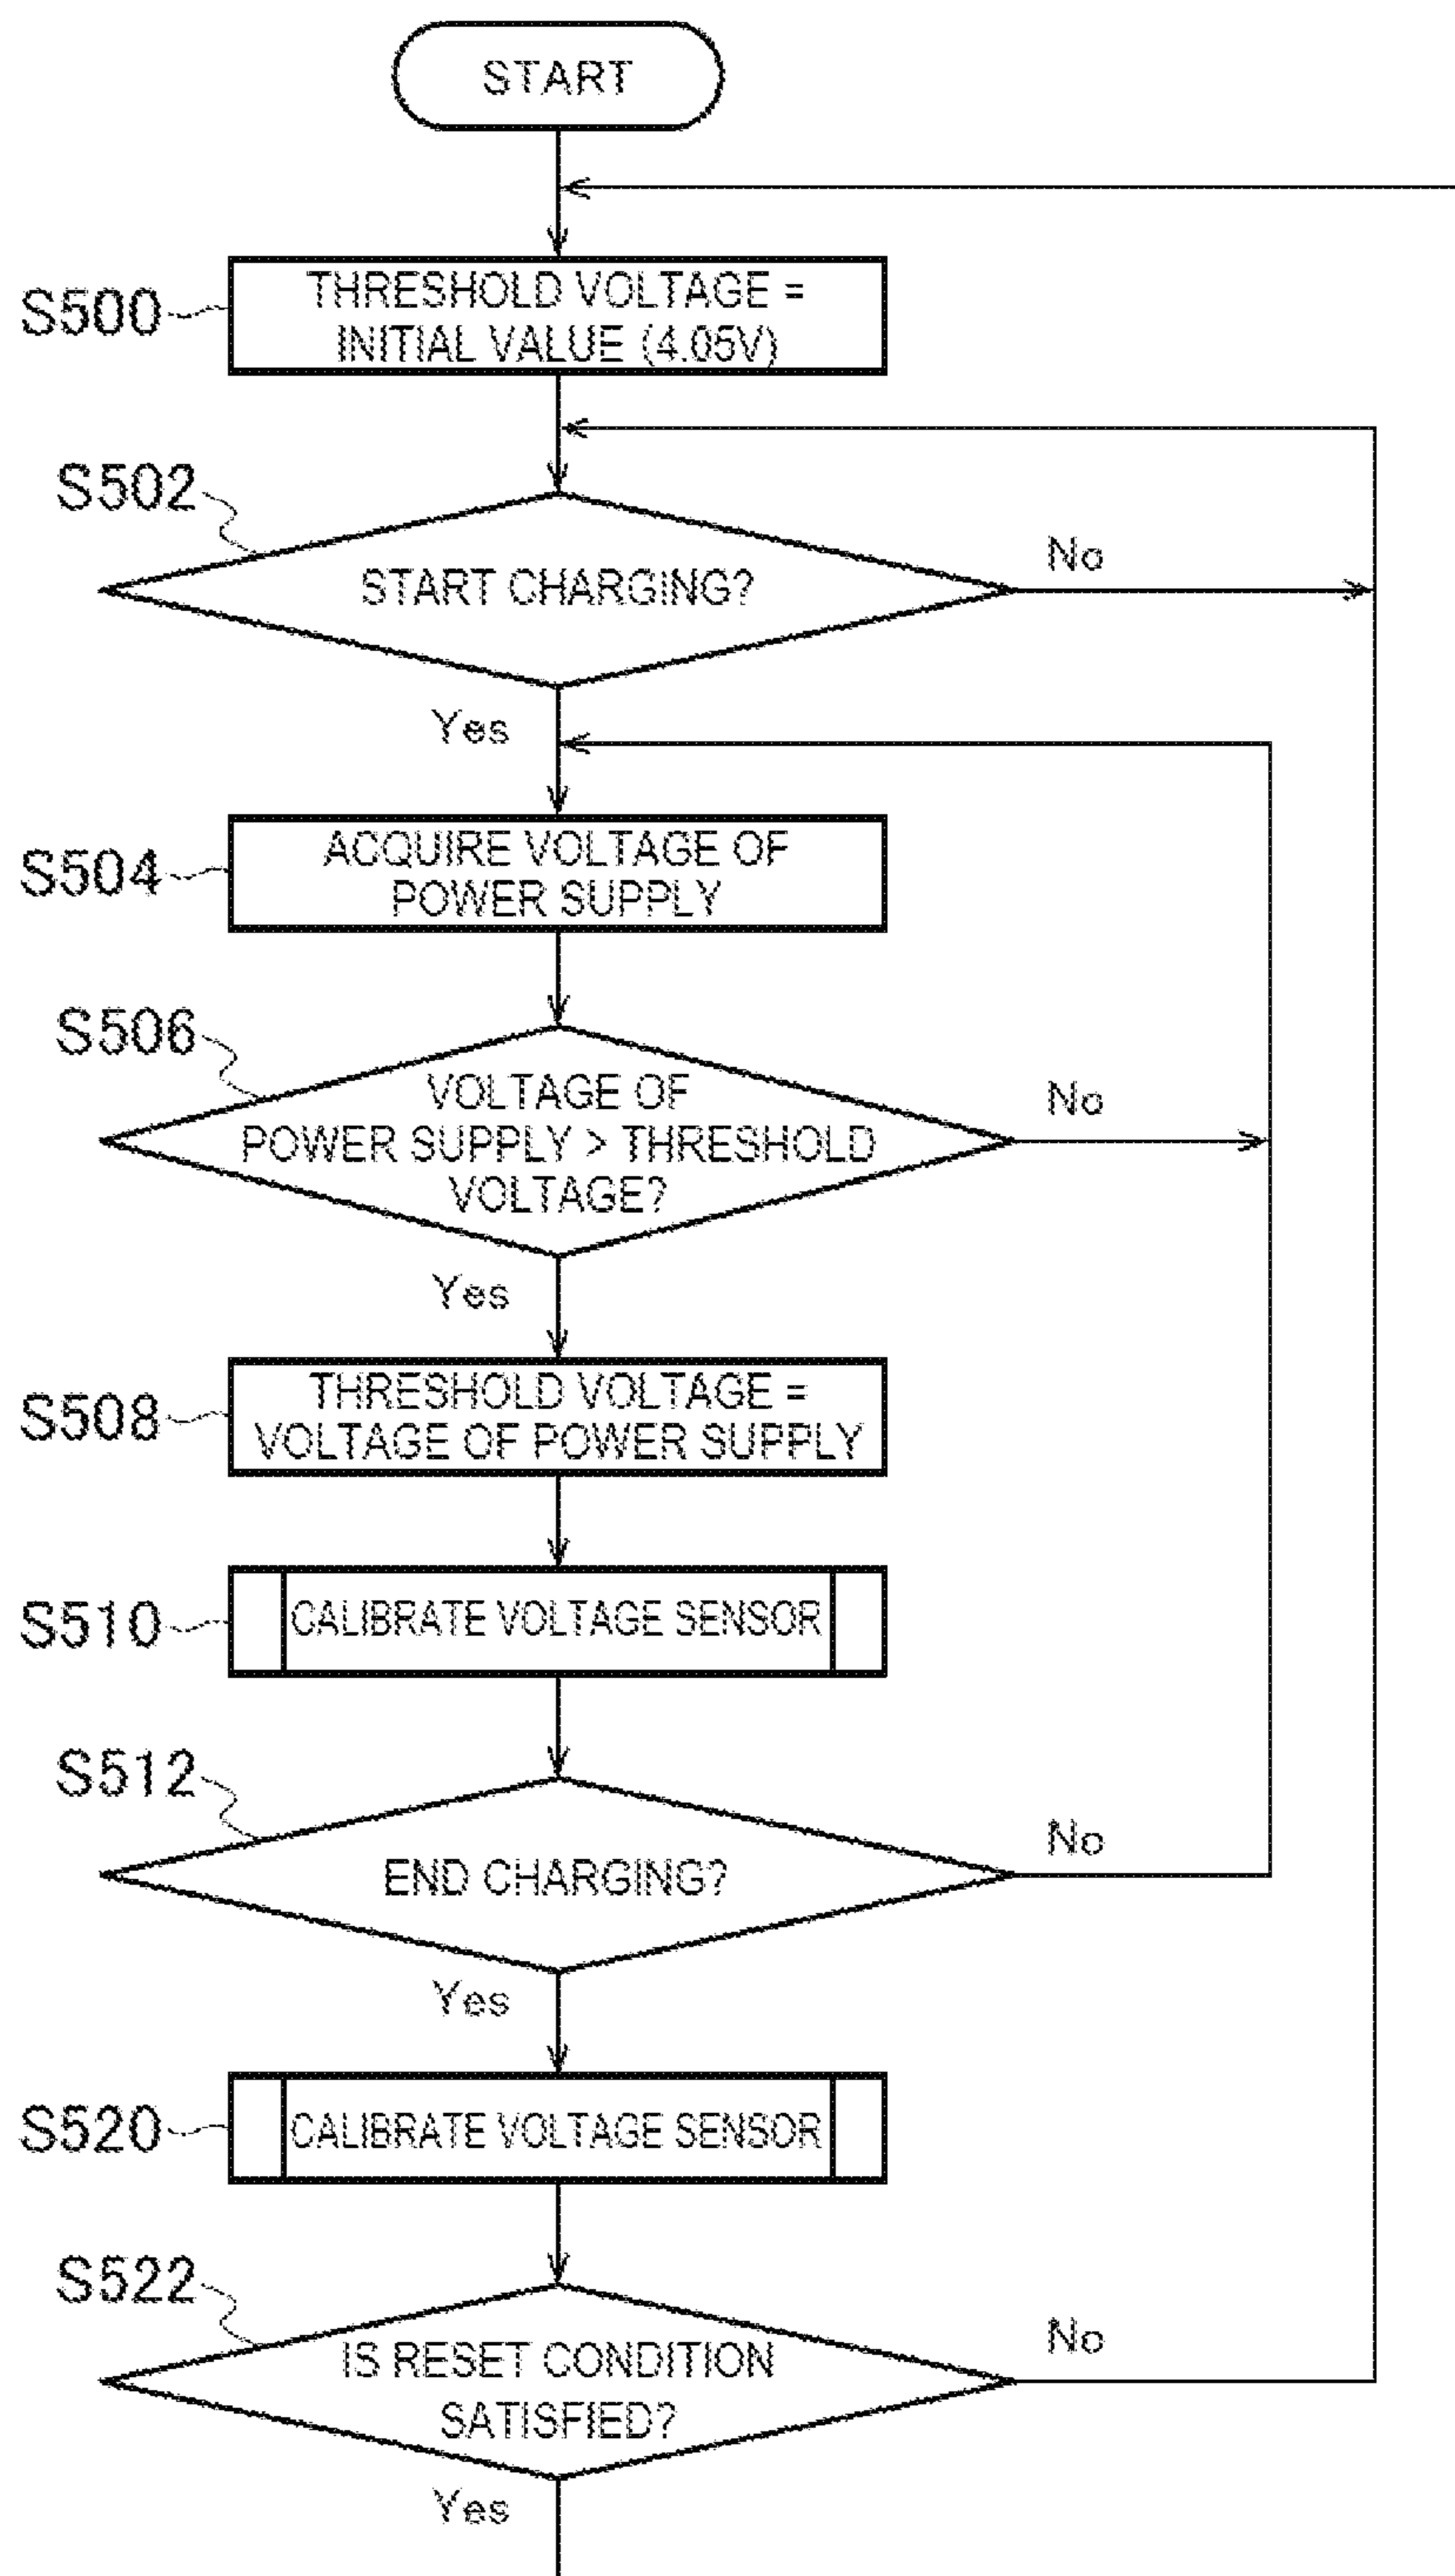 START
S500
THRESHOLD VOLTAGE =
INITIAL VALUE (4.05V)
S502
START CHARGING?
No
Yes
S504
ACQUIRE VOLTAGE OF
POWER SUPPLY
S506
VOLTAGE OF
POWER SUPPLY > THRESHOLD
VOLTAGE?
No
Yes
S508
THRESHOLD VOLTAGE =
VOLTAGE OF POWER SUPPLY
S510
CALIBRATE VOLTAGE SENSOR
S512
END CHARGING?
No
Yes
S520
CALIBRATE VOLTAGE SENSOR
S522
IS RESET CONDITION
SATISFIED?
No
Yes